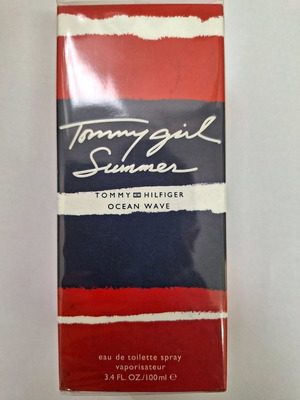 Tommy girl
Summer
TOMMY HILFIGER
OCEAN WAVE
eau de toilette spray
vaporisateur
3.4 FL. OZ./100ml ℮